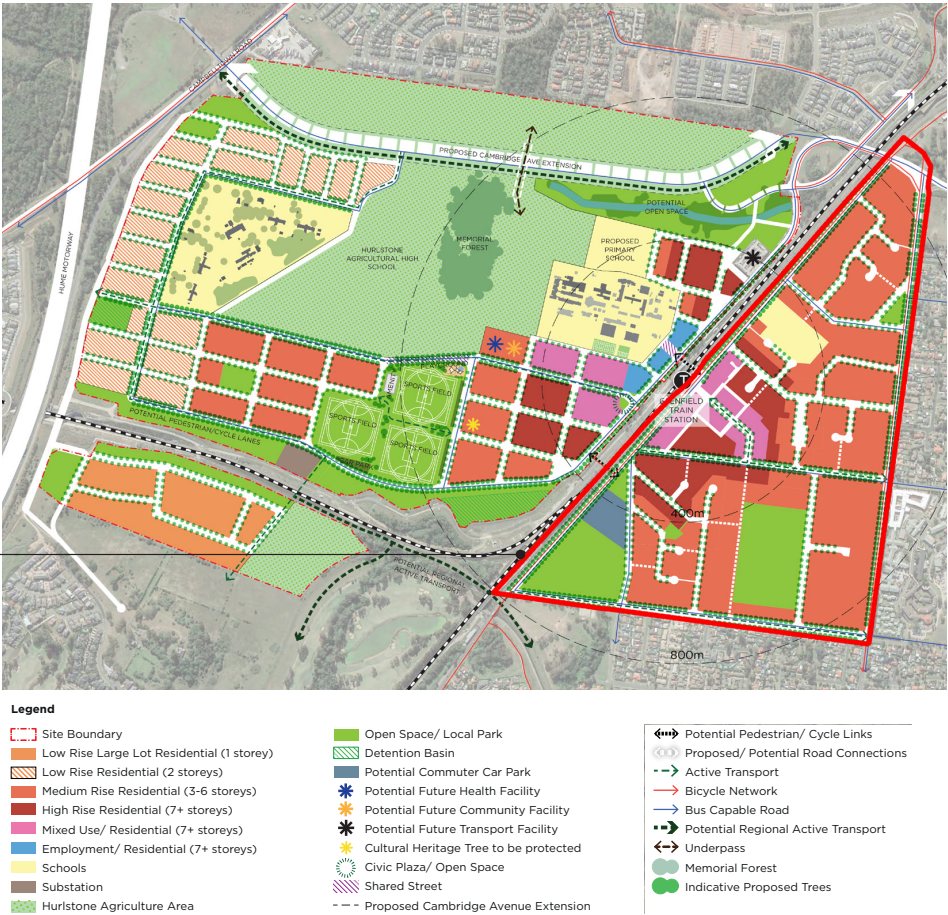 CAMPBELLTOWN ROAD
HUME MOTORWAY
PROPOSED CAMBRIDGE AVE EXTENSION
POTENTIAL
OPEN SPACE
MEMORIAL
FOREST
HURLSTONE
AGRICULTURAL HIGH
SCHOOL
PROPOSED
PRIMARY
SCHOOL
SPORTS FIELD
SPORTS FIELD
SPORTS FIELD
POTENTIAL PEDESTRIAN/CYCLE LANES
T
GLENFIELD
TRAIN
STATION
400m
POTENTIAL REGIONAL
ACTIVE TRANSPORT
800m
Legend
Site Boundary
Low Rise Large Lot Residential (1 storey)
Low Rise Residential (2 storeys)
Medium Rise Residential (3-6 storeys)
High Rise Residential (7+ storeys)
Mixed Use/ Residential (7+ storeys)
Employment/ Residential (7+ storeys)
Schools
Substation
Hurlstone Agriculture Area
Open Space/ Local Park
Detention Basin
Potential Commuter Car Park
Potential Future Health Facility
Potential Future Community Facility
Potential Future Transport Facility
Cultural Heritage Tree to be protected
Civic Plaza/ Open Space
Shared Street
Proposed Cambridge Avenue Extension
Potential Pedestrian/ Cycle Links
Proposed/ Potential Road Connections
Active Transport
Bicycle Network
Bus Capable Road
Potential Regional Active Transport
Underpass
Memorial Forest
Indicative Proposed Trees